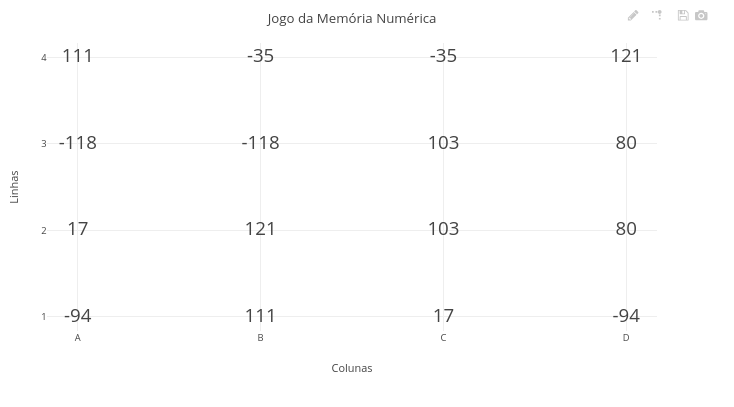 Jogo da Memória Numérica
4 111 -35 -35 121
3 -118 -118 103 80
Linhas
2 17 121 103 80
1 -94 111 17 -94
A B C D
Colunas